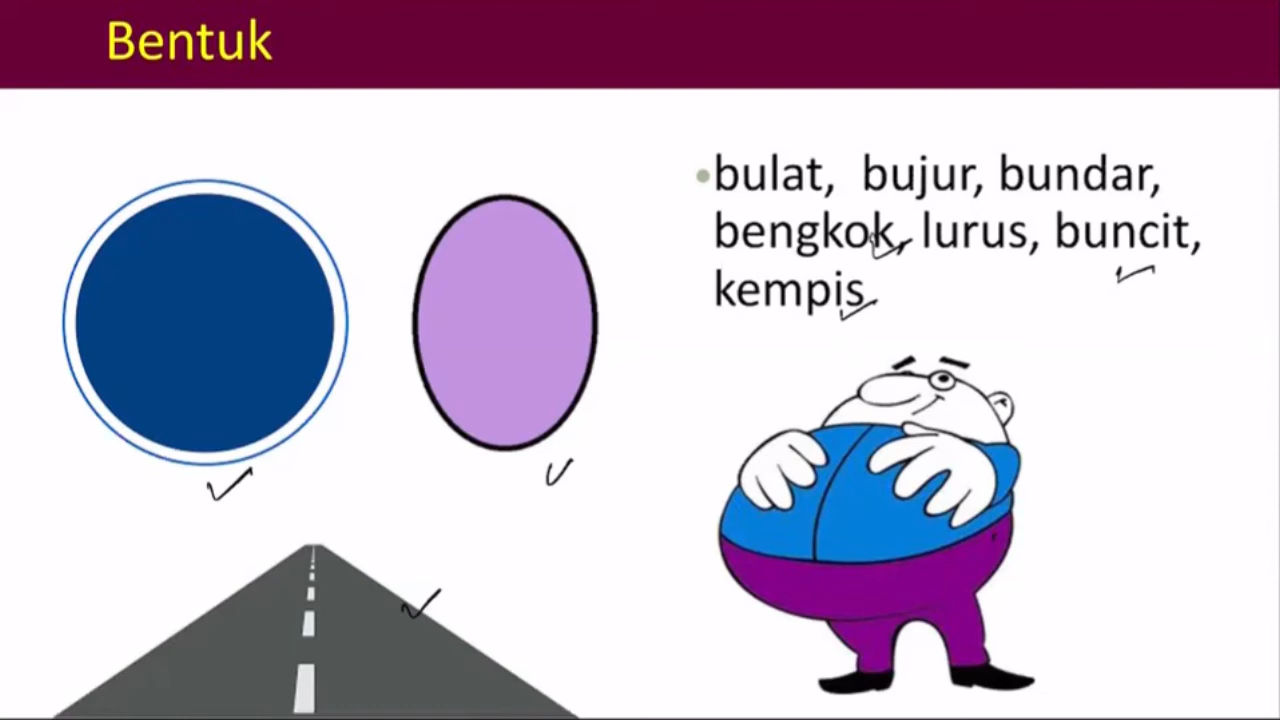 Bentuk
•bulat, bujur, bundar,
bengkok, lurus, buncit,
kempis